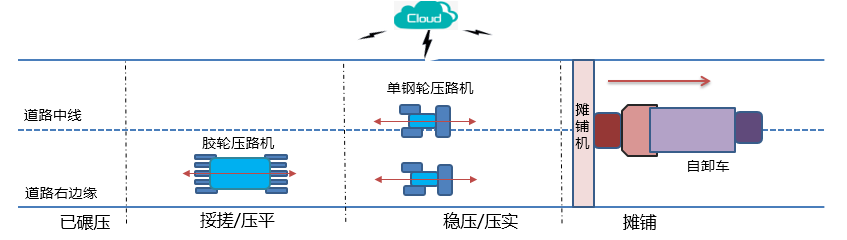 Cloud
单钢轮压路机
道路中线
摊铺机
胶轮压路机
自卸车
道路右边缘
已碾压
挼搓/压平
稳压/压实
摊铺